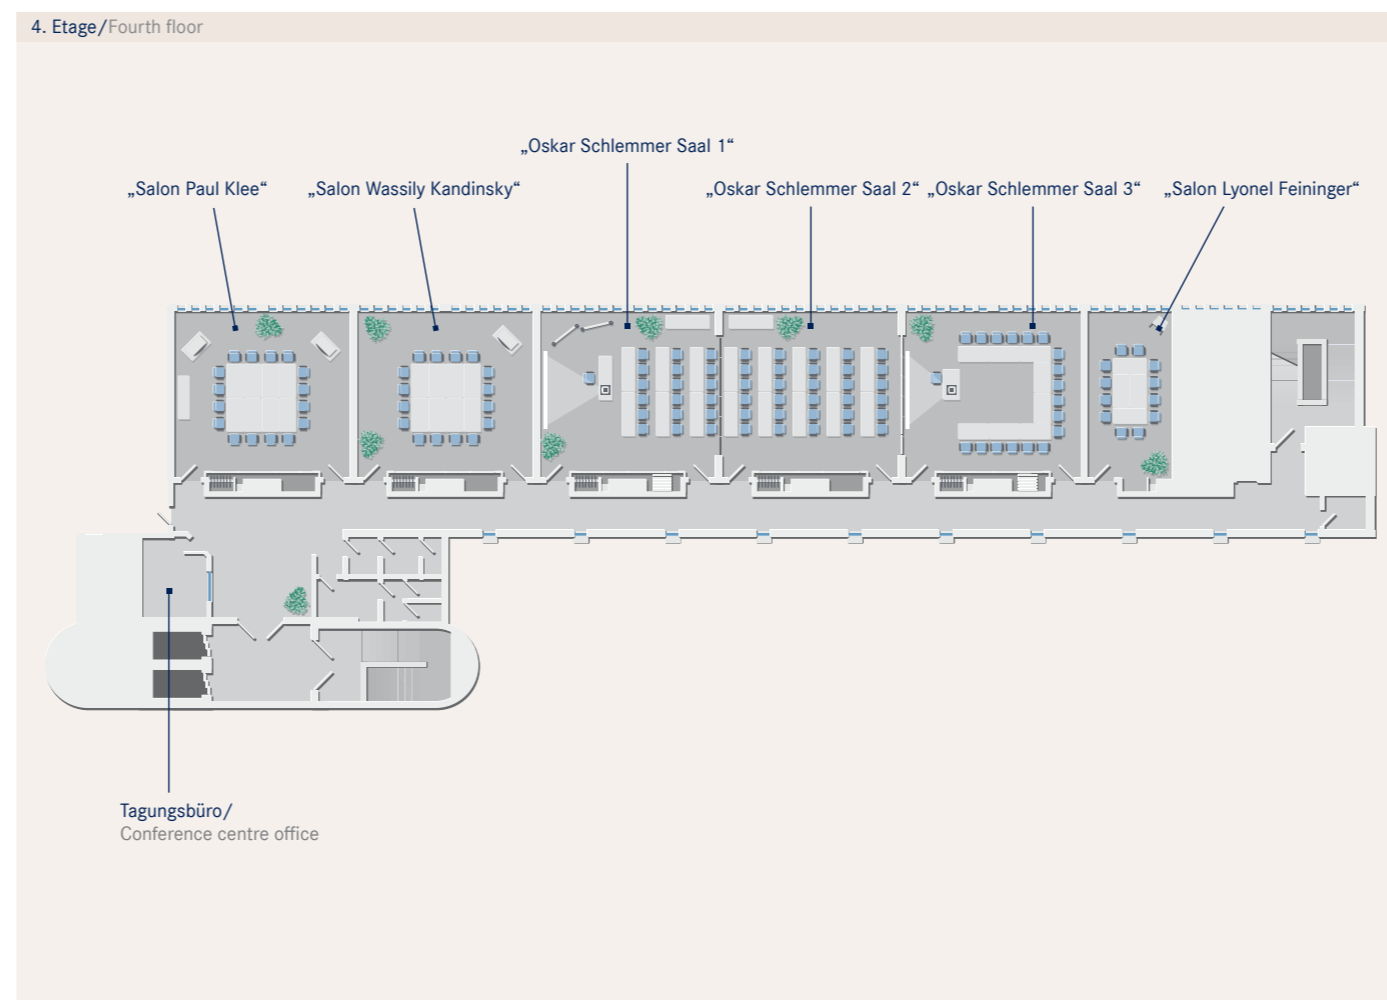 4. Etage/Fourth floor
„Oskar Schlemmer Saal 1“
„Salon Paul Klee“
„Salon Wassily Kandinsky“
„Oskar Schlemmer Saal 2“
„Oskar Schlemmer Saal 3“
„Salon Lyonel Feininger“
Tagungsbüro/
Conference centre office